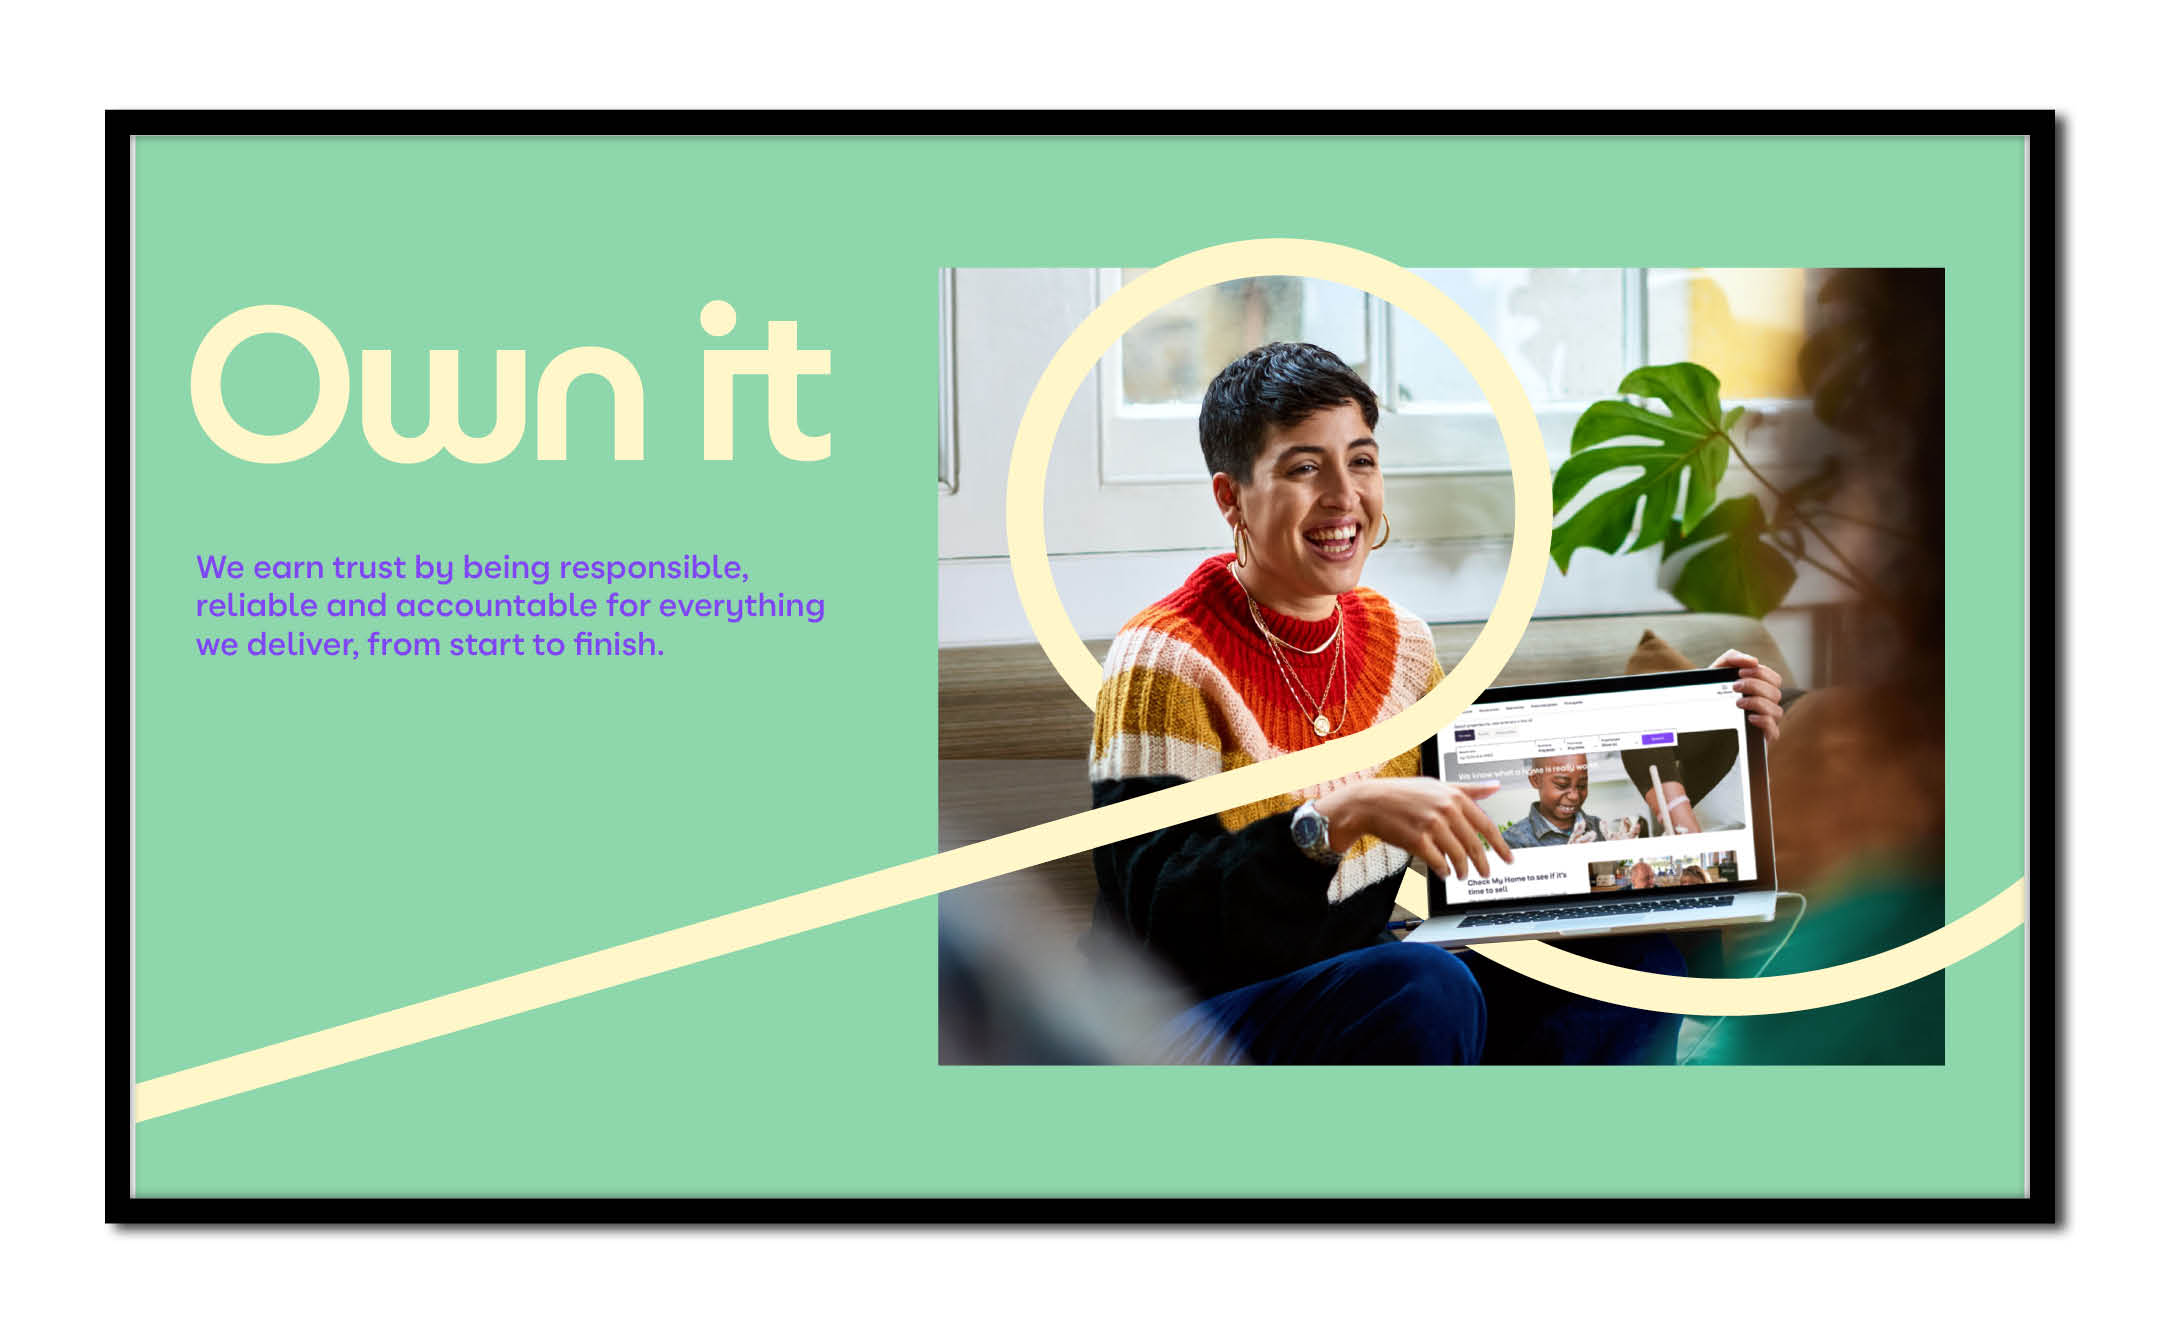 Own it
We earn trust by being responsible,
reliable and accountable for everything
we deliver, from start to finish.
We know what a home is really worth
Check My Home to see if it's
time to sell